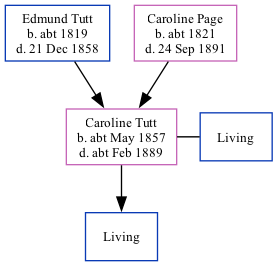 Edmund Tutt
b. abt 1819
d. 21 Dec 1858
Caroline Page
b. abt 1821
d. 24 Sep 1891
Caroline Tutt
b. abt May 1857
d. abt Feb 1889
Living
Living